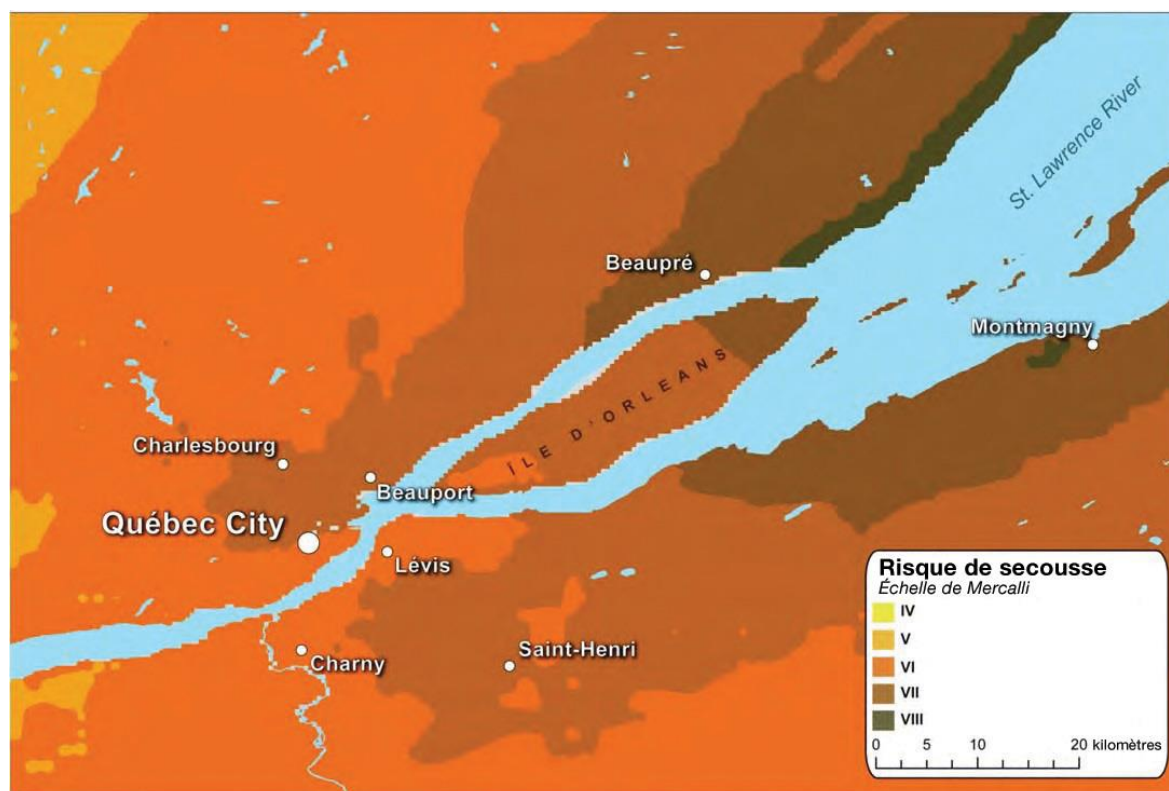 St. Lawrence River
Beaupré
Montmagny
ÎLE D'ORLEANS
Charlesbourg
Beauport
Québec City
Lévis
Charny
Saint-Henri
Risque de secousse
Échelle de Mercalli
IV
V
VI
VII
VIII
0 5 10 20 kilomètres